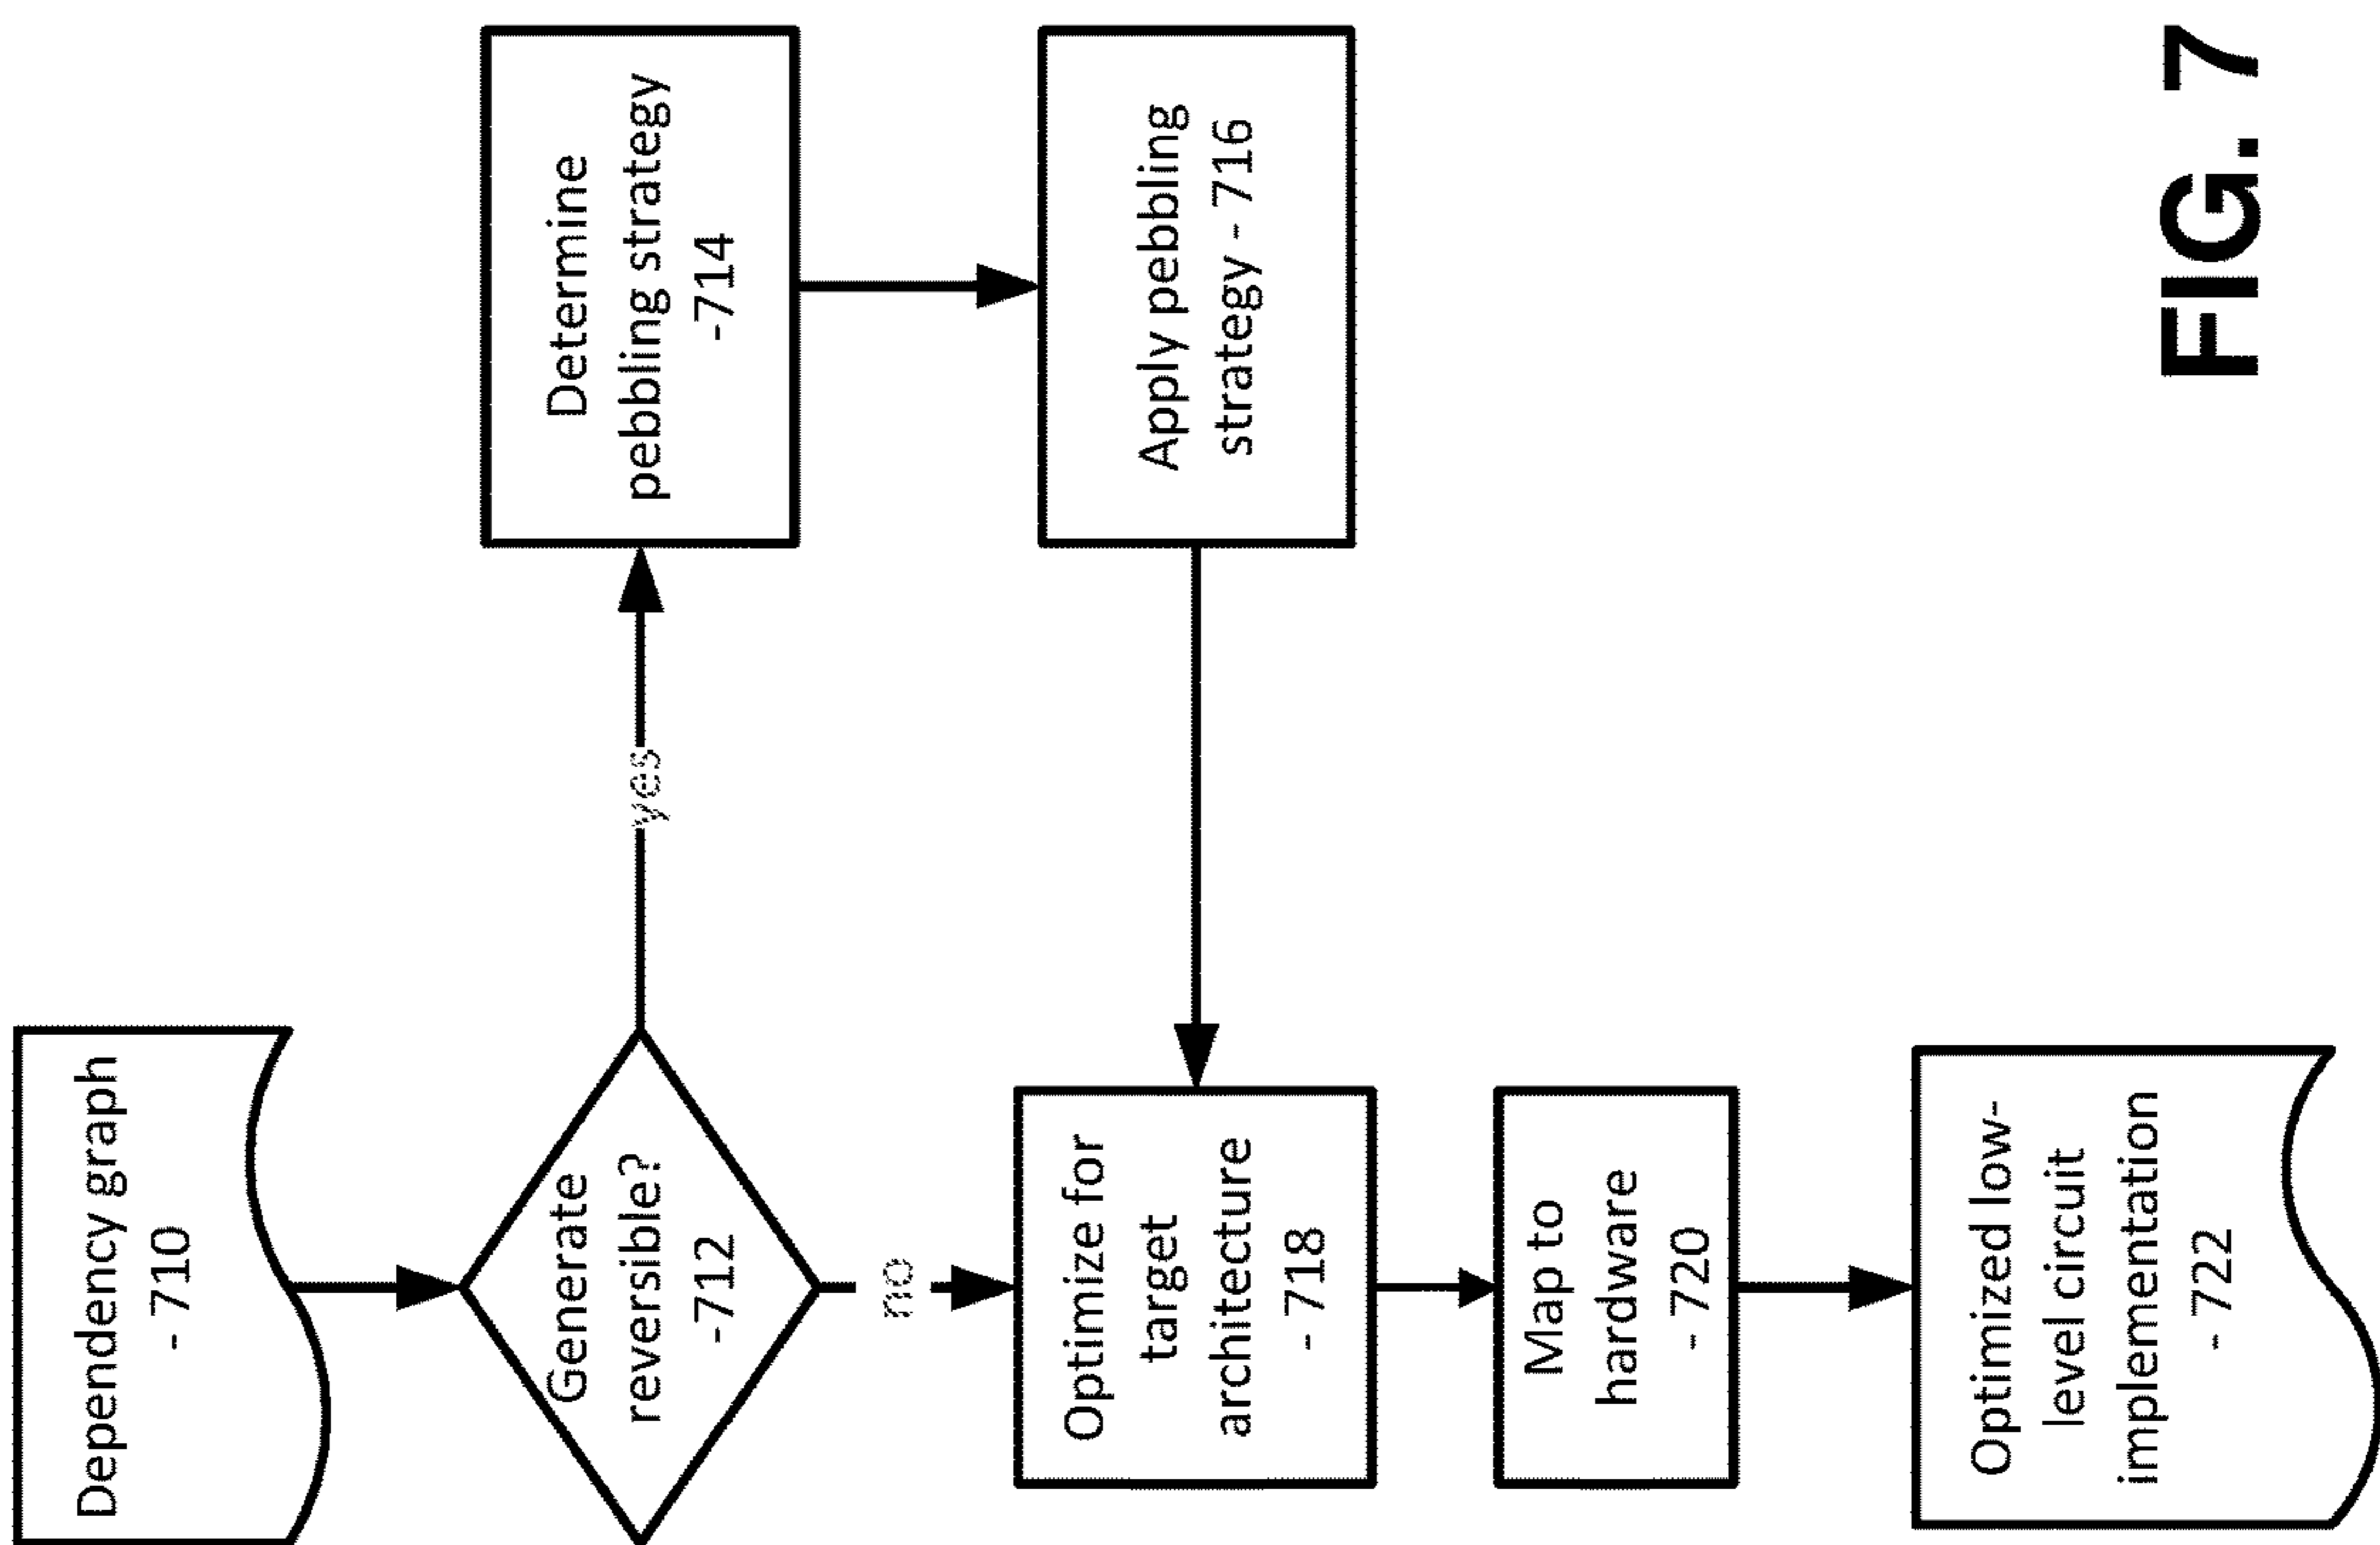 Dependency graph
- 710
Generate
reversible?
-712
yes
Determine
pebbling strategy
-714
Apply pebbling
strategy - 716
no
Optimize for
target
architecture
- 718
Map to
hardware
- 720
Optimized low-
level circuit
implementation
- 722
FIG. 7